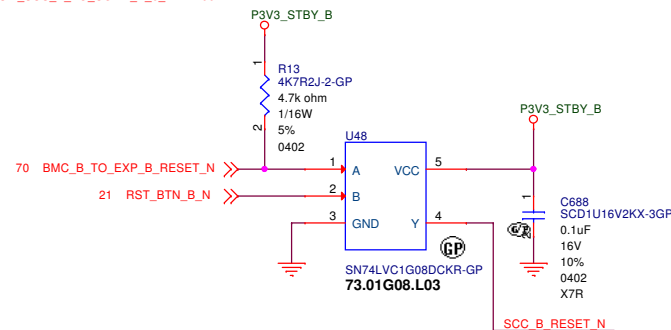 P3V3_STBY_B
1
R13
4K7R2J-2-GP
4.7k ohm
1/16W
5%
0402
2
P3V3_STBY_B
U48
70 BMC_B_TO_EXP_B_RESET_N
1 A VCC 5
21 RST_BTN_B_N
2 B
3 GND Y 4
GP
SN74LVC1G08DCKR-GP
73.01G08.L03
1
C688
SCD1U16V2KX-3GP
0.1uF
16V
10%
0402
X7R
SCC_B_RESET_N